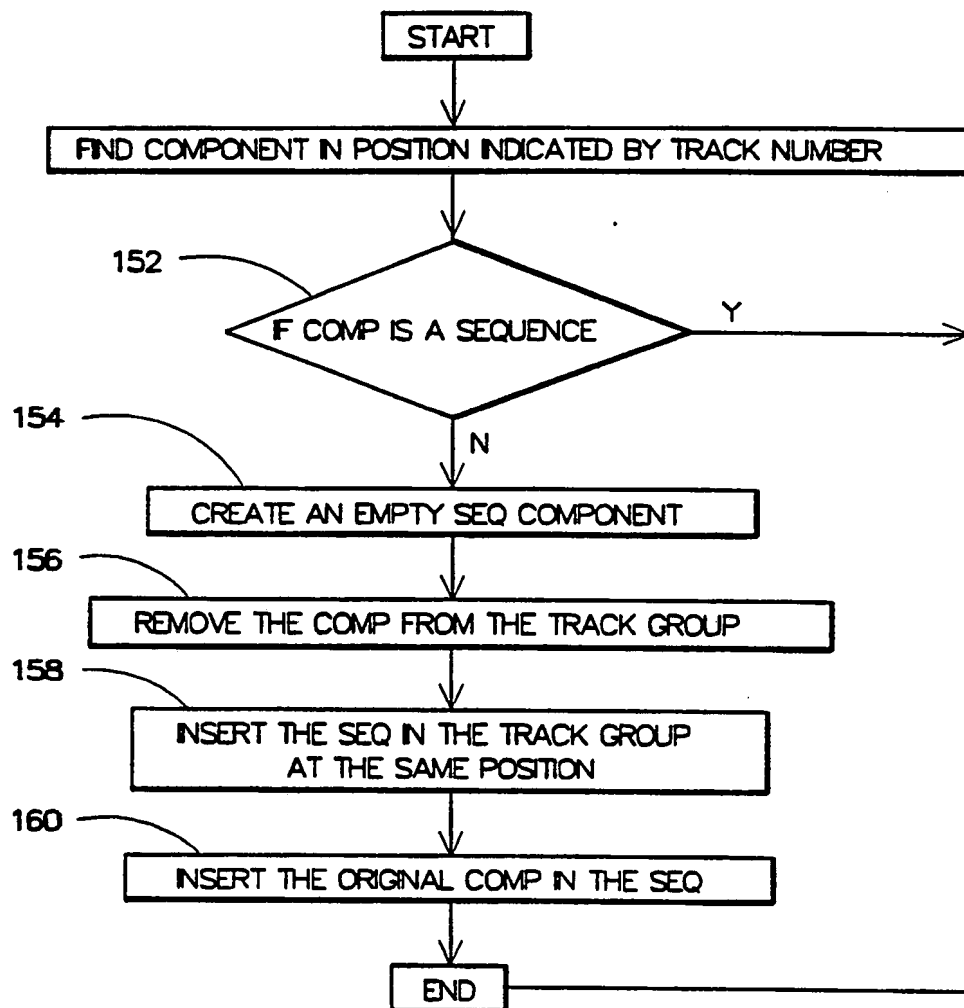 START
FIND COMPONENT IN POSITION INDICATED BY TRACK NUMBER
152
IF COMP IS A SEQUENCE
Y
154
N
CREATE AN EMPTY SEQ COMPONENT
156
REMOVE THE COMP FROM THE TRACK GROUP
158
INSERT THE SEQ IN THE TRACK GROUP
AT THE SAME POSITION
160
INSERT THE ORIGINAL COMP IN THE SEQ
END